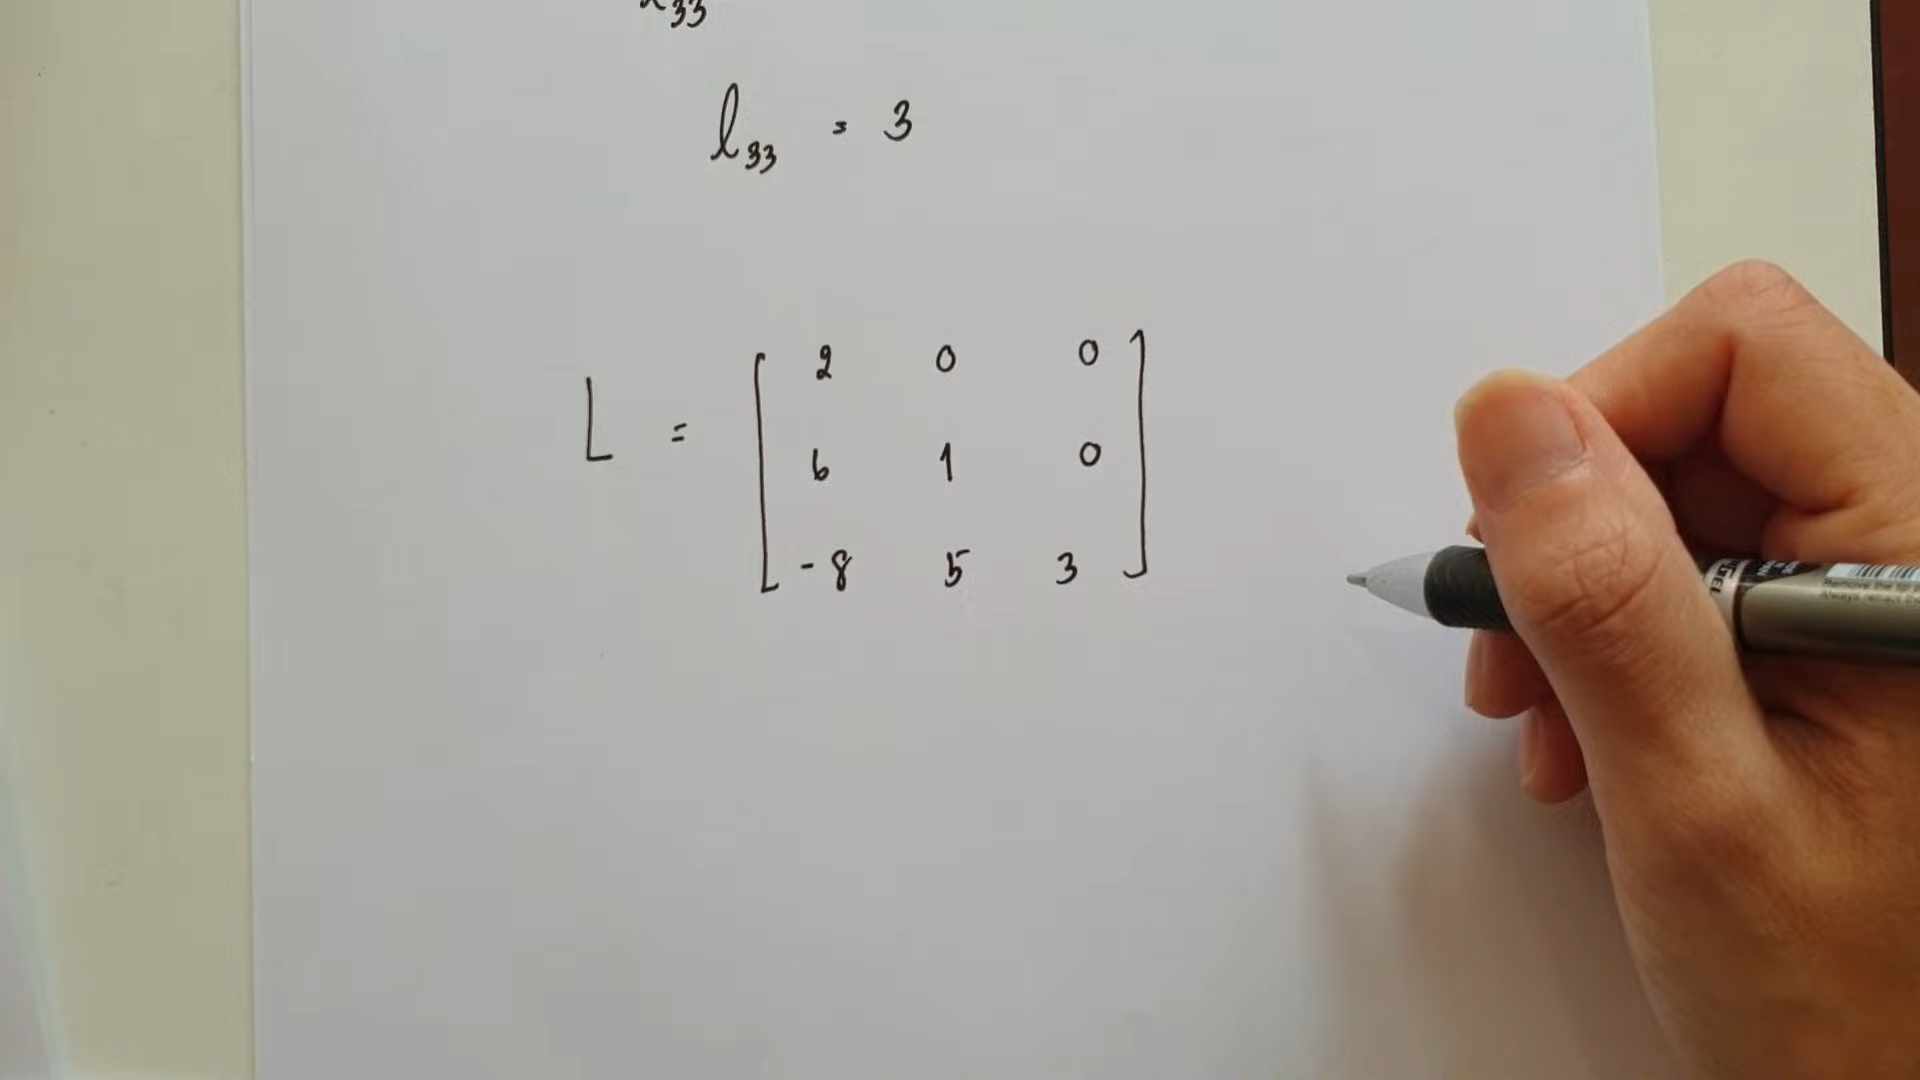 l₃₃ = 3
L = [ 2 0 0
6 1 0
-8 5 3 ]